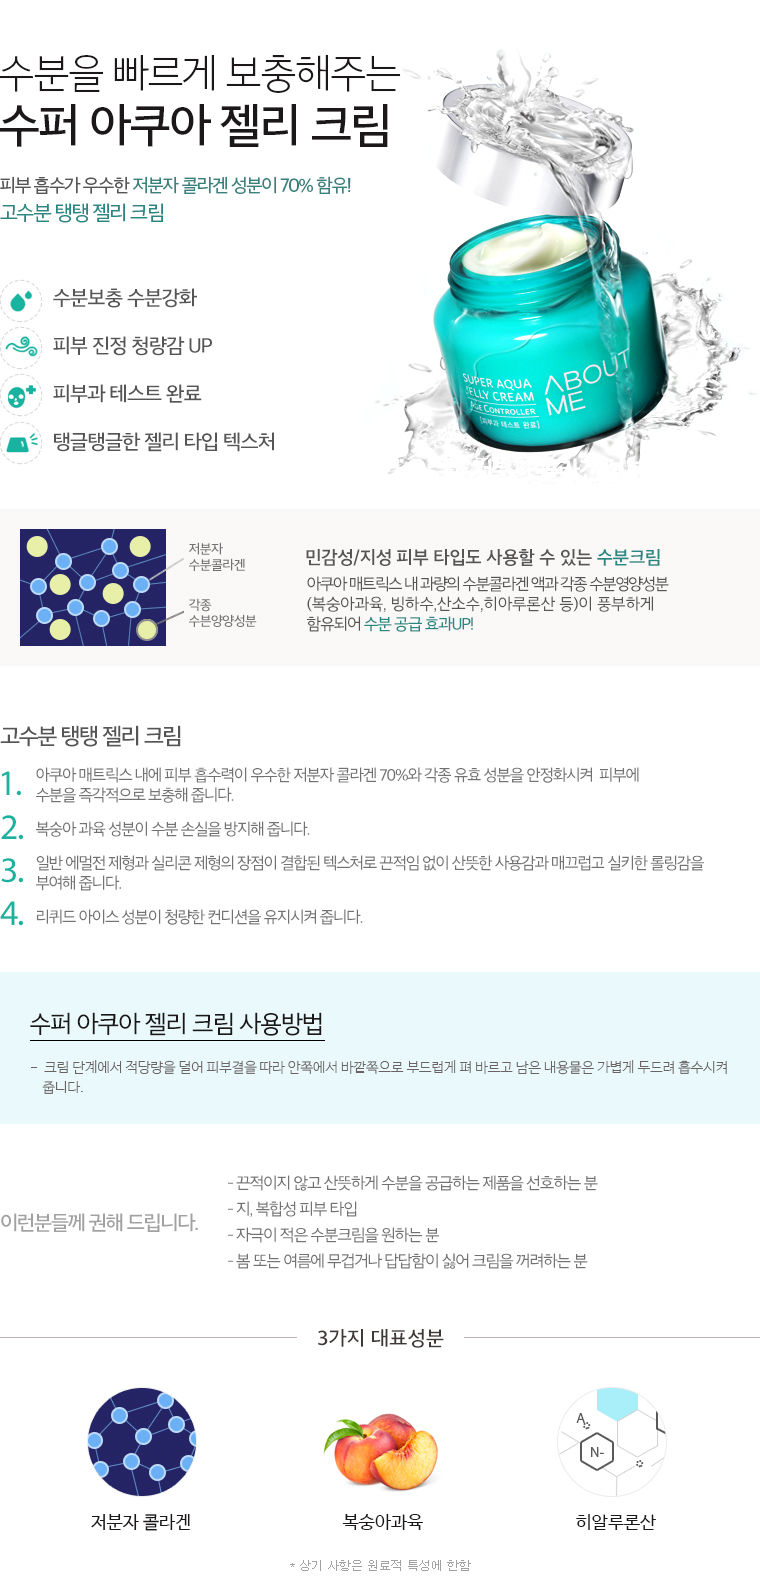 수분을 빠르게 보충해주는
수퍼 아쿠아 젤리 크림
피부 흡수가 우수한 저분자 콜라겐 성분이 70% 함유!
고수분 탱탱 젤리 크림
수분보충 수분강화
피부 진정 청량감 UP
피부과 테스트 완료
탱글탱글한 젤리 타입 텍스처
SUPER AQUA
JELLY CREAM
AGE CONTROLLER
[피부과 테스트 완료]
ABOUT
ME
저분자
수분콜라겐
각종
수분양양성분
민감성/지성 피부 타입도 사용할 수 있는 수분크림
아쿠아 매트릭스 내 과량의 수분콜라겐 액과 각종 수분영양성분
(복숭아과육, 빙하수,산소수,히아루론산 등)이 풍부하게
함유되어 수분 공급 효과UP!
고수분 탱탱 젤리 크림
1. 아쿠아 매트릭스 내에 피부 흡수력이 우수한 저분자 콜라겐 70%와 각종 유효 성분을 안정화시켜 피부에
수분을 즉각적으로 보충해 줍니다.
2. 복숭아 과육 성분이 수분 손실을 방지해 줍니다.
3. 일반 에멀전 제형과 실리콘 제형의 장점이 결합된 텍스처로 끈적임 없이 산뜻한 사용감과 매끄럽고 실키한 롤링감을
부여해 줍니다.
4. 리퀴드 아이스 성분이 청량한 컨디션을 유지시켜 줍니다.
수퍼 아쿠아 젤리 크림 사용방법
- 크림 단계에서 적당량을 덜어 피부결을 따라 안쪽에서 바깥쪽으로 부드럽게 펴 바르고 남은 내용물은 가볍게 두드려 흡수시켜
줍니다.
이런분들께 권해 드립니다.
- 끈적이지 않고 산뜻하게 수분을 공급하는 제품을 선호하는 분
- 지, 복합성 피부 타입
- 자극이 적은 수분크림을 원하는 분
- 봄 또는 여름에 무겁거나 답답함이 싫어 크림을 꺼려하는 분
3가지 대표성분
A
N-
저분자 콜라겐
복숭아과육
히알루론산
* 상기 사항은 원료적 특성에 한함